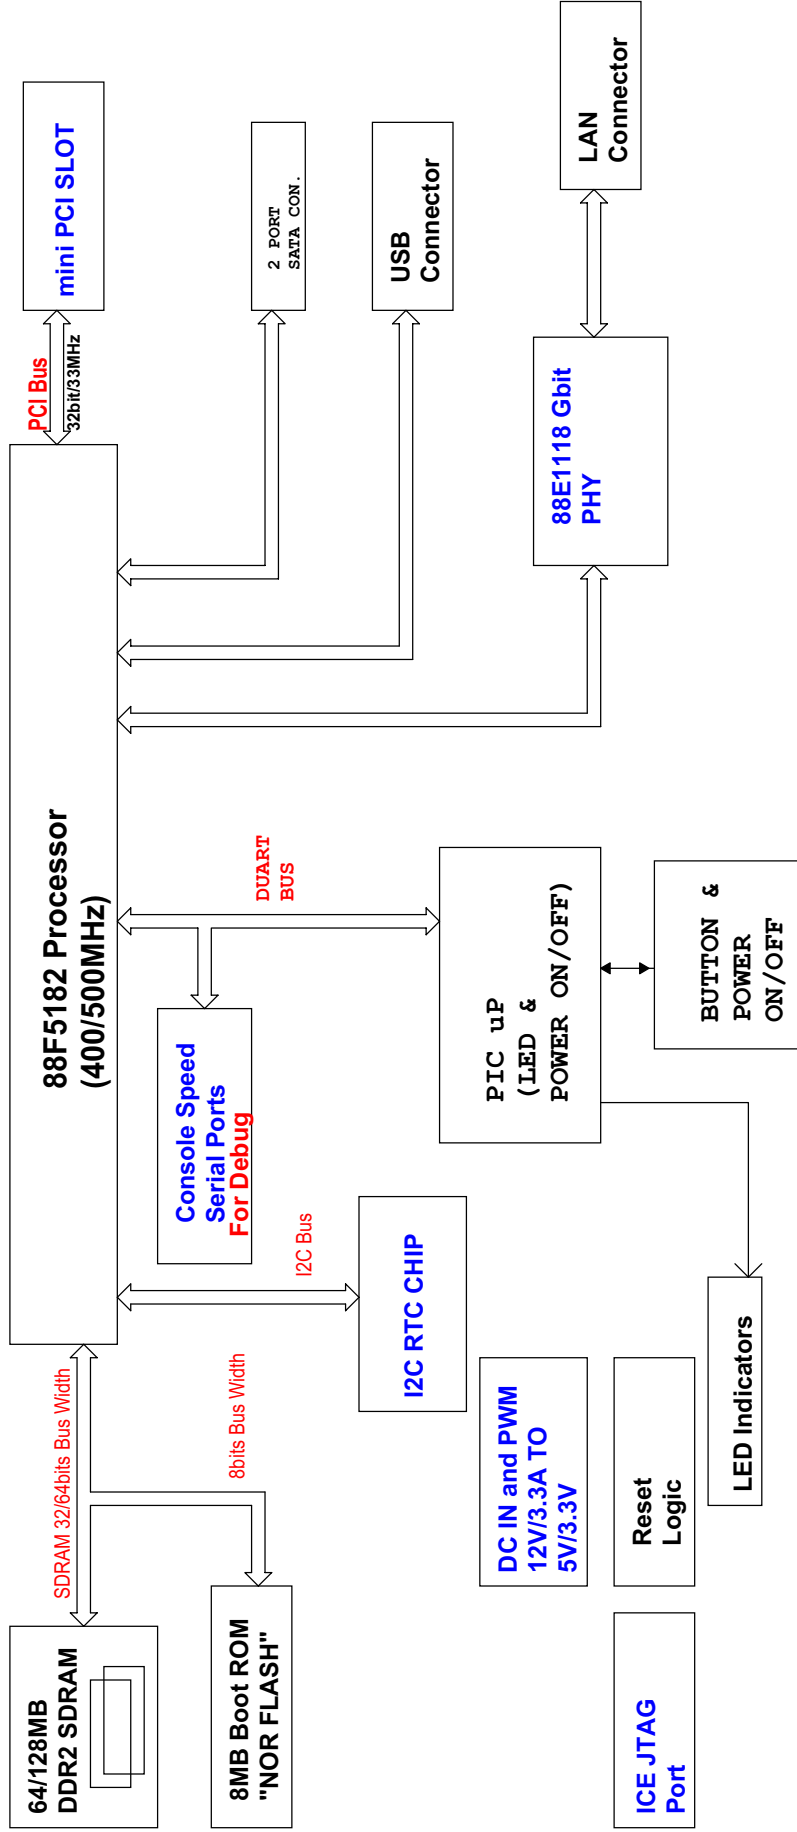 64/128MB
DDR2 SDRAM
SDRAM 32/64bits Bus Width
88F5182 Processor
(400/500MHz)
PCI Bus
32bit/33MHz
mini PCI SLOT
8MB Boot ROM
"NOR FLASH"
8bits Bus Width
Console Speed
Serial Ports
For Debug
DUART
BUS
2 PORT
SATA CON.
I2C Bus
I2C RTC CHIP
USB
Connector
DC IN and PWM
12V/3.3A TO
5V/3.3V
PIC uP
(LED &
POWER ON/OFF)
88E1118 Gbit
PHY
LAN
Connector
ICE JTAG
Port
Reset
Logic
LED Indicators
BUTTON &
POWER
ON/OFF